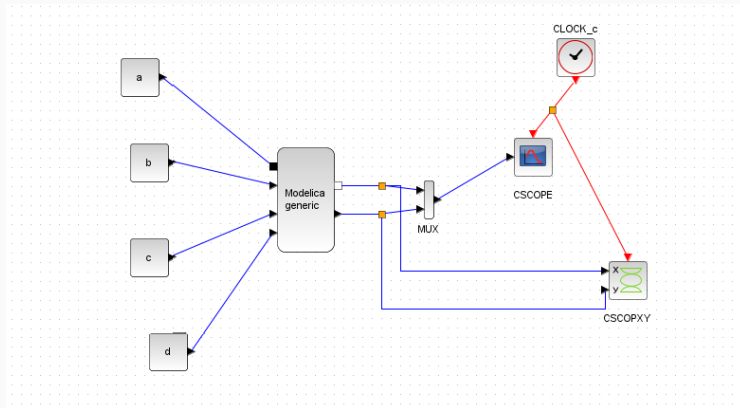 CLOCK_c
a
b
Modelica
generic
CSCOPE
MUX
c
X
y
CSCOPXY
d